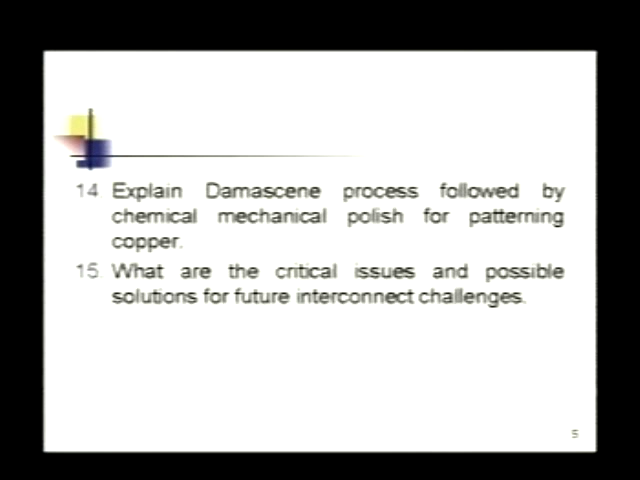 14. Explain Damascene process followed by
chemical mechanical polish for patterning
copper.
15. What are the critical issues and possible
solutions for future interconnect challenges.
5